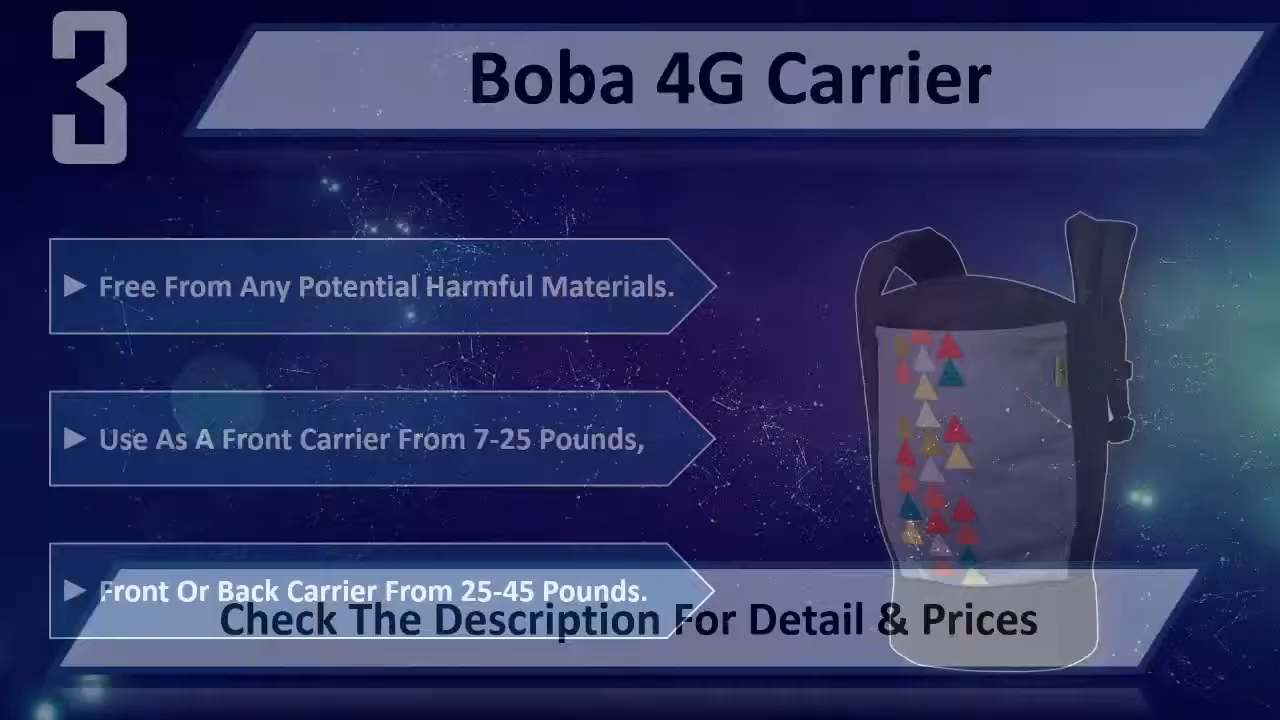 3
Boba 4G Carrier
Free From Any Potential Harmful Materials.
Use As A Front Carrier From 7-25 Pounds,
Front Or Back Carrier From 25-45 Pounds.
Check The Description For Detail & Prices